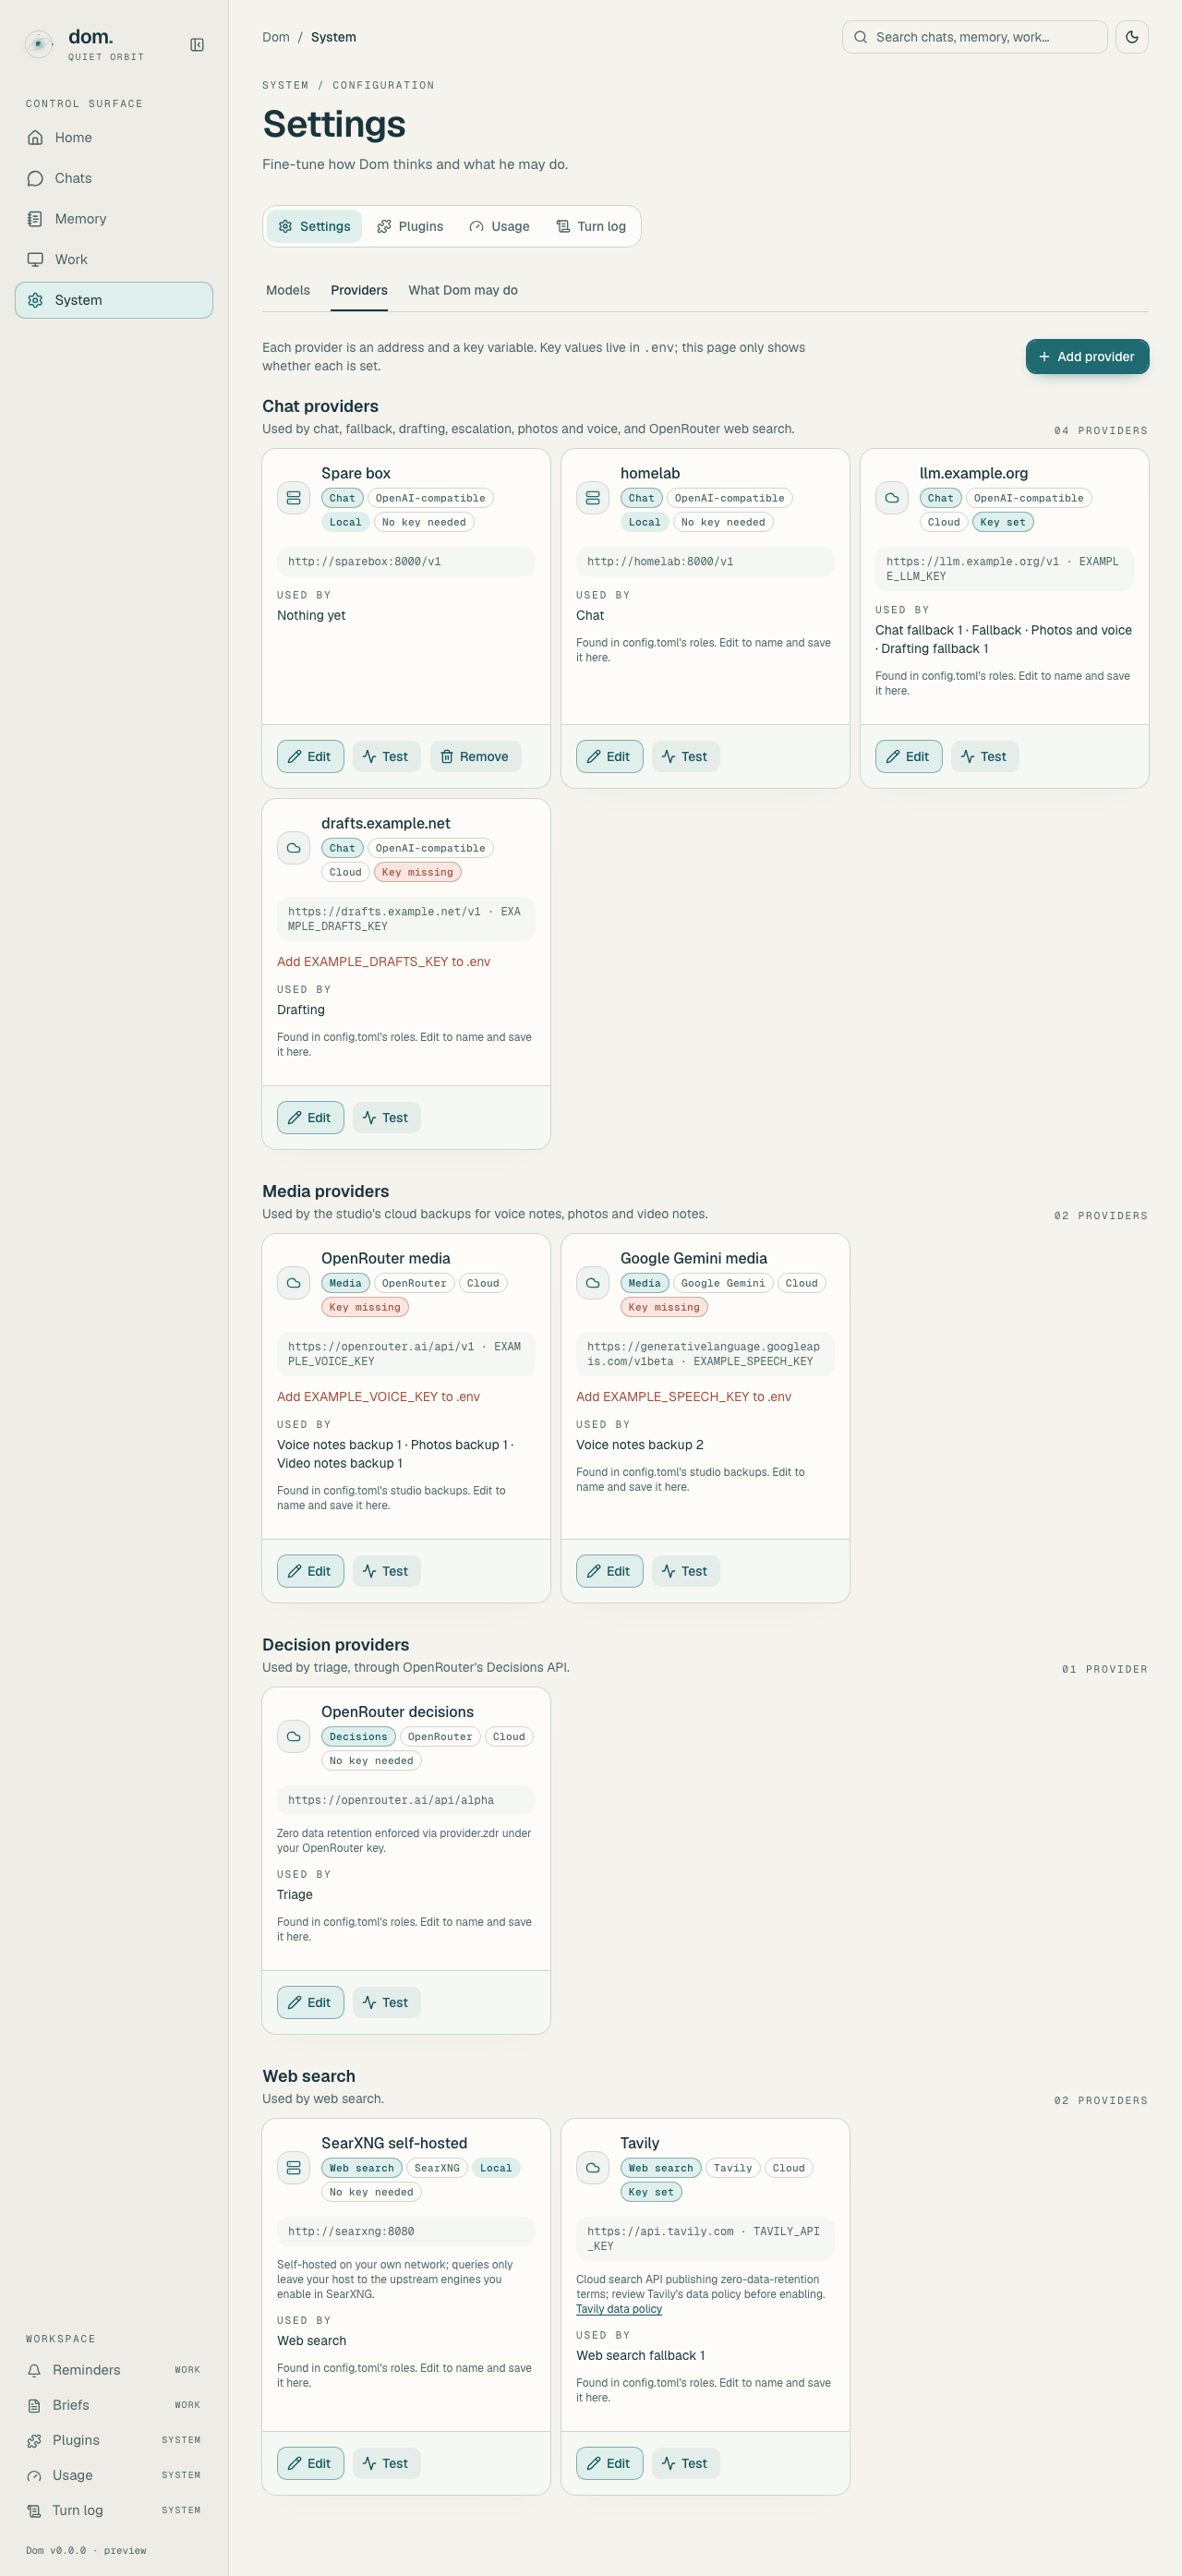 dom.
QUIET ORBIT
CONTROL SURFACE
Home
Chats
Memory
Work
System
Dom / System
Search chats, memory, work...
SYSTEM / CONFIGURATION
Settings
Fine-tune how Dom thinks and what he may do.
Settings Plugins Usage Turn log
Models Providers What Dom may do
Each provider is an address and a key variable. Key values live in .env; this page only shows
whether each is set.
Add provider
Chat providers
Used by chat, fallback, drafting, escalation, photos and voice, and OpenRouter web search.
04 PROVIDERS
Spare box
Chat OpenAI-compatible
Local No key needed
http://sparebox:8000/v1
USED BY
Nothing yet
Edit Test Remove
homelab
Chat OpenAI-compatible
Local No key needed
http://homelab:8000/v1
USED BY
Chat
Found in config.toml's roles. Edit to name and save
it here.
Edit Test
llm.example.org
Chat OpenAI-compatible
Cloud Key set
https://llm.example.org/v1 · EXAMPL
E_LLM_KEY
USED BY
Chat fallback 1 · Fallback · Photos and voice
· Drafting fallback 1
Found in config.toml's roles. Edit to name and save
it here.
Edit Test
drafts.example.net
Chat OpenAI-compatible
Cloud Key missing
https://drafts.example.net/v1 · EXA
MPLE_DRAFTS_KEY
Add EXAMPLE_DRAFTS_KEY to .env
USED BY
Drafting
Found in config.toml's roles. Edit to name and save
it here.
Edit Test
Media providers
Used by the studio's cloud backups for voice notes, photos and video notes.
02 PROVIDERS
OpenRouter media
Media OpenRouter Cloud
Key missing
https://openrouter.ai/api/v1 · EXAM
PLE_VOICE_KEY
Add EXAMPLE_VOICE_KEY to .env
USED BY
Voice notes backup 1 · Photos backup 1 ·
Video notes backup 1
Found in config.toml's studio backups. Edit to
name and save it here.
Edit Test
Google Gemini media
Media Google Gemini Cloud
Key missing
https://generativelanguage.googleap
is.com/v1beta · EXAMPLE_SPEECH_KEY
Add EXAMPLE_SPEECH_KEY to .env
USED BY
Voice notes backup 2
Found in config.toml's studio backups. Edit to
name and save it here.
Edit Test
Decision providers
Used by triage, through OpenRouter's Decisions API.
01 PROVIDER
OpenRouter decisions
Decisions OpenRouter Cloud
No key needed
https://openrouter.ai/api/alpha
Zero data retention enforced via provider.zdr under
your OpenRouter key.
USED BY
Triage
Found in config.toml's roles. Edit to name and save
it here.
Edit Test
Web search
Used by web search.
02 PROVIDERS
SearXNG self-hosted
Web search SearXNG Local
No key needed
http://searxng:8080
Self-hosted on your own network; queries only
leave your host to the upstream engines you
enable in SearXNG.
USED BY
Web search
Found in config.toml's roles. Edit to name and save
it here.
Edit Test
Tavily
Web search Tavily Cloud
Key set
https://api.tavily.com · TAVILY_API
_KEY
Cloud search API publishing zero-data-retention
terms; review Tavily's data policy before enabling.
Tavily data policy
USED BY
Web search fallback 1
Found in config.toml's roles. Edit to name and save
it here.
Edit Test
WORKSPACE
Reminders WORK
Briefs WORK
Plugins SYSTEM
Usage SYSTEM
Turn log SYSTEM
Dom v0.0.0 · preview